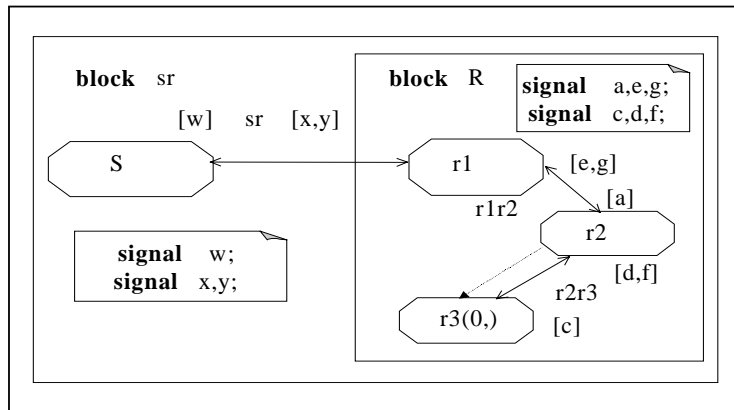 block sr
block R
signal a,e,g;
signal c,d,f;
[w] sr [x,y]
S
r1
[e,g]
r1r2
[a]
r2
signal w;
signal x,y;
[d,f]
r2r3
r3(0,)
[c]